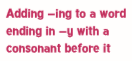 Adding –ing to a word
ending in –y with a
consonant before it